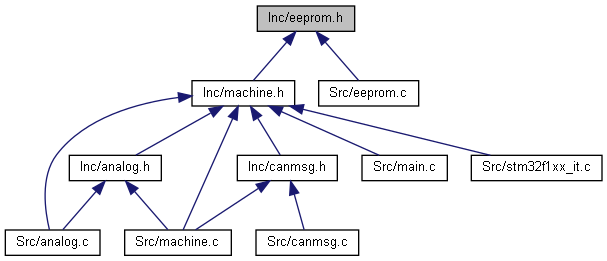 Inc/eeprom.h
Inc/machine.h
Src/eeprom.c
Inc/analog.h
Inc/canmsg.h
Src/main.c
Src/stm32f1xx_it.c
Src/analog.c
Src/machine.c
Src/canmsg.c